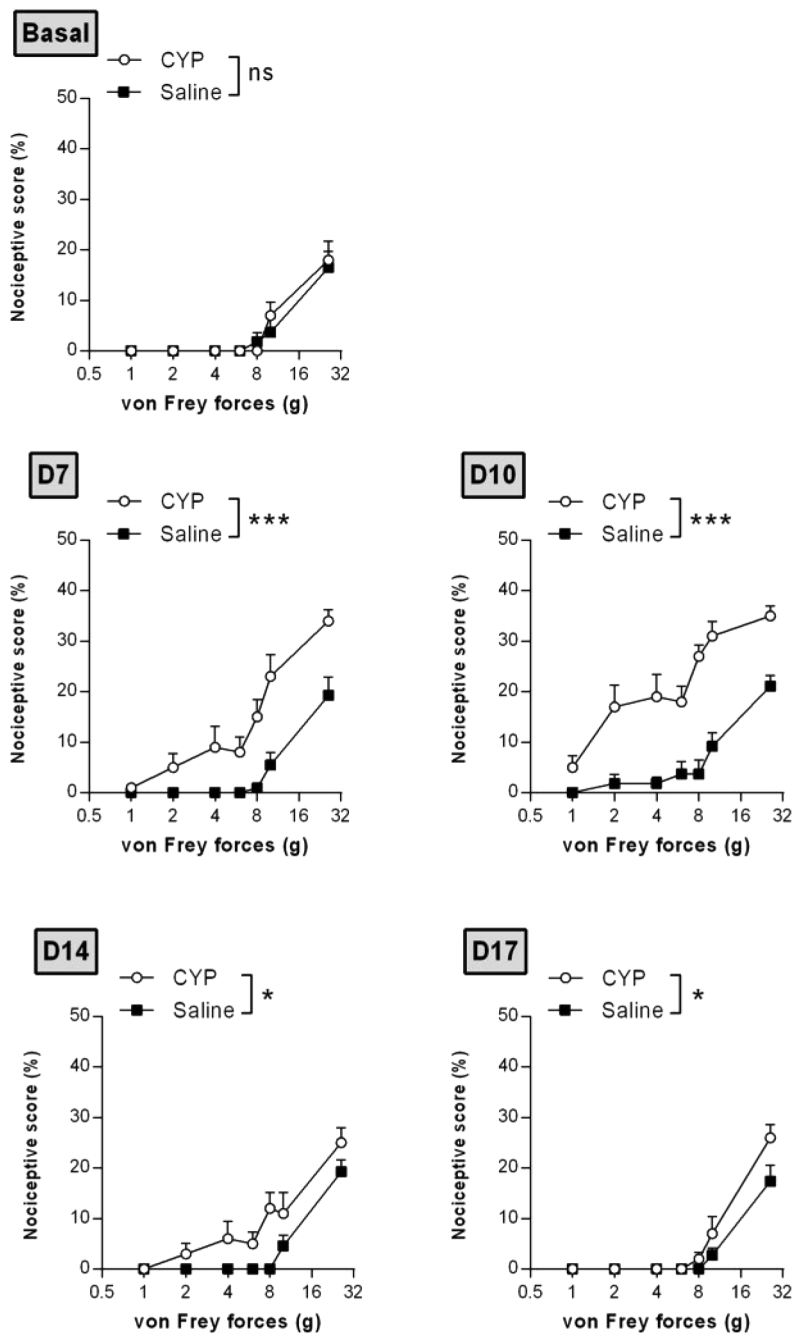 Basal
CYP
Saline
ns
Nociceptive score (%)
50
40
30
20
10
0
0.5 1 2 4 8 16 32
von Frey forces (g)
D7
CYP
Saline
***
Nociceptive score (%)
50
40
30
20
10
0
0.5 1 2 4 8 16 32
von Frey forces (g)
D10
CYP
Saline
***
Nociceptive score (%)
50
40
30
20
10
0
0.5 1 2 4 8 16 32
von Frey forces (g)
D14
CYP
Saline
*
Nociceptive score (%)
50
40
30
20
10
0
0.5 1 2 4 8 16 32
von Frey forces (g)
D17
CYP
Saline
*
Nociceptive score (%)
50
40
30
20
10
0
0.5 1 2 4 8 16 32
von Frey forces (g)